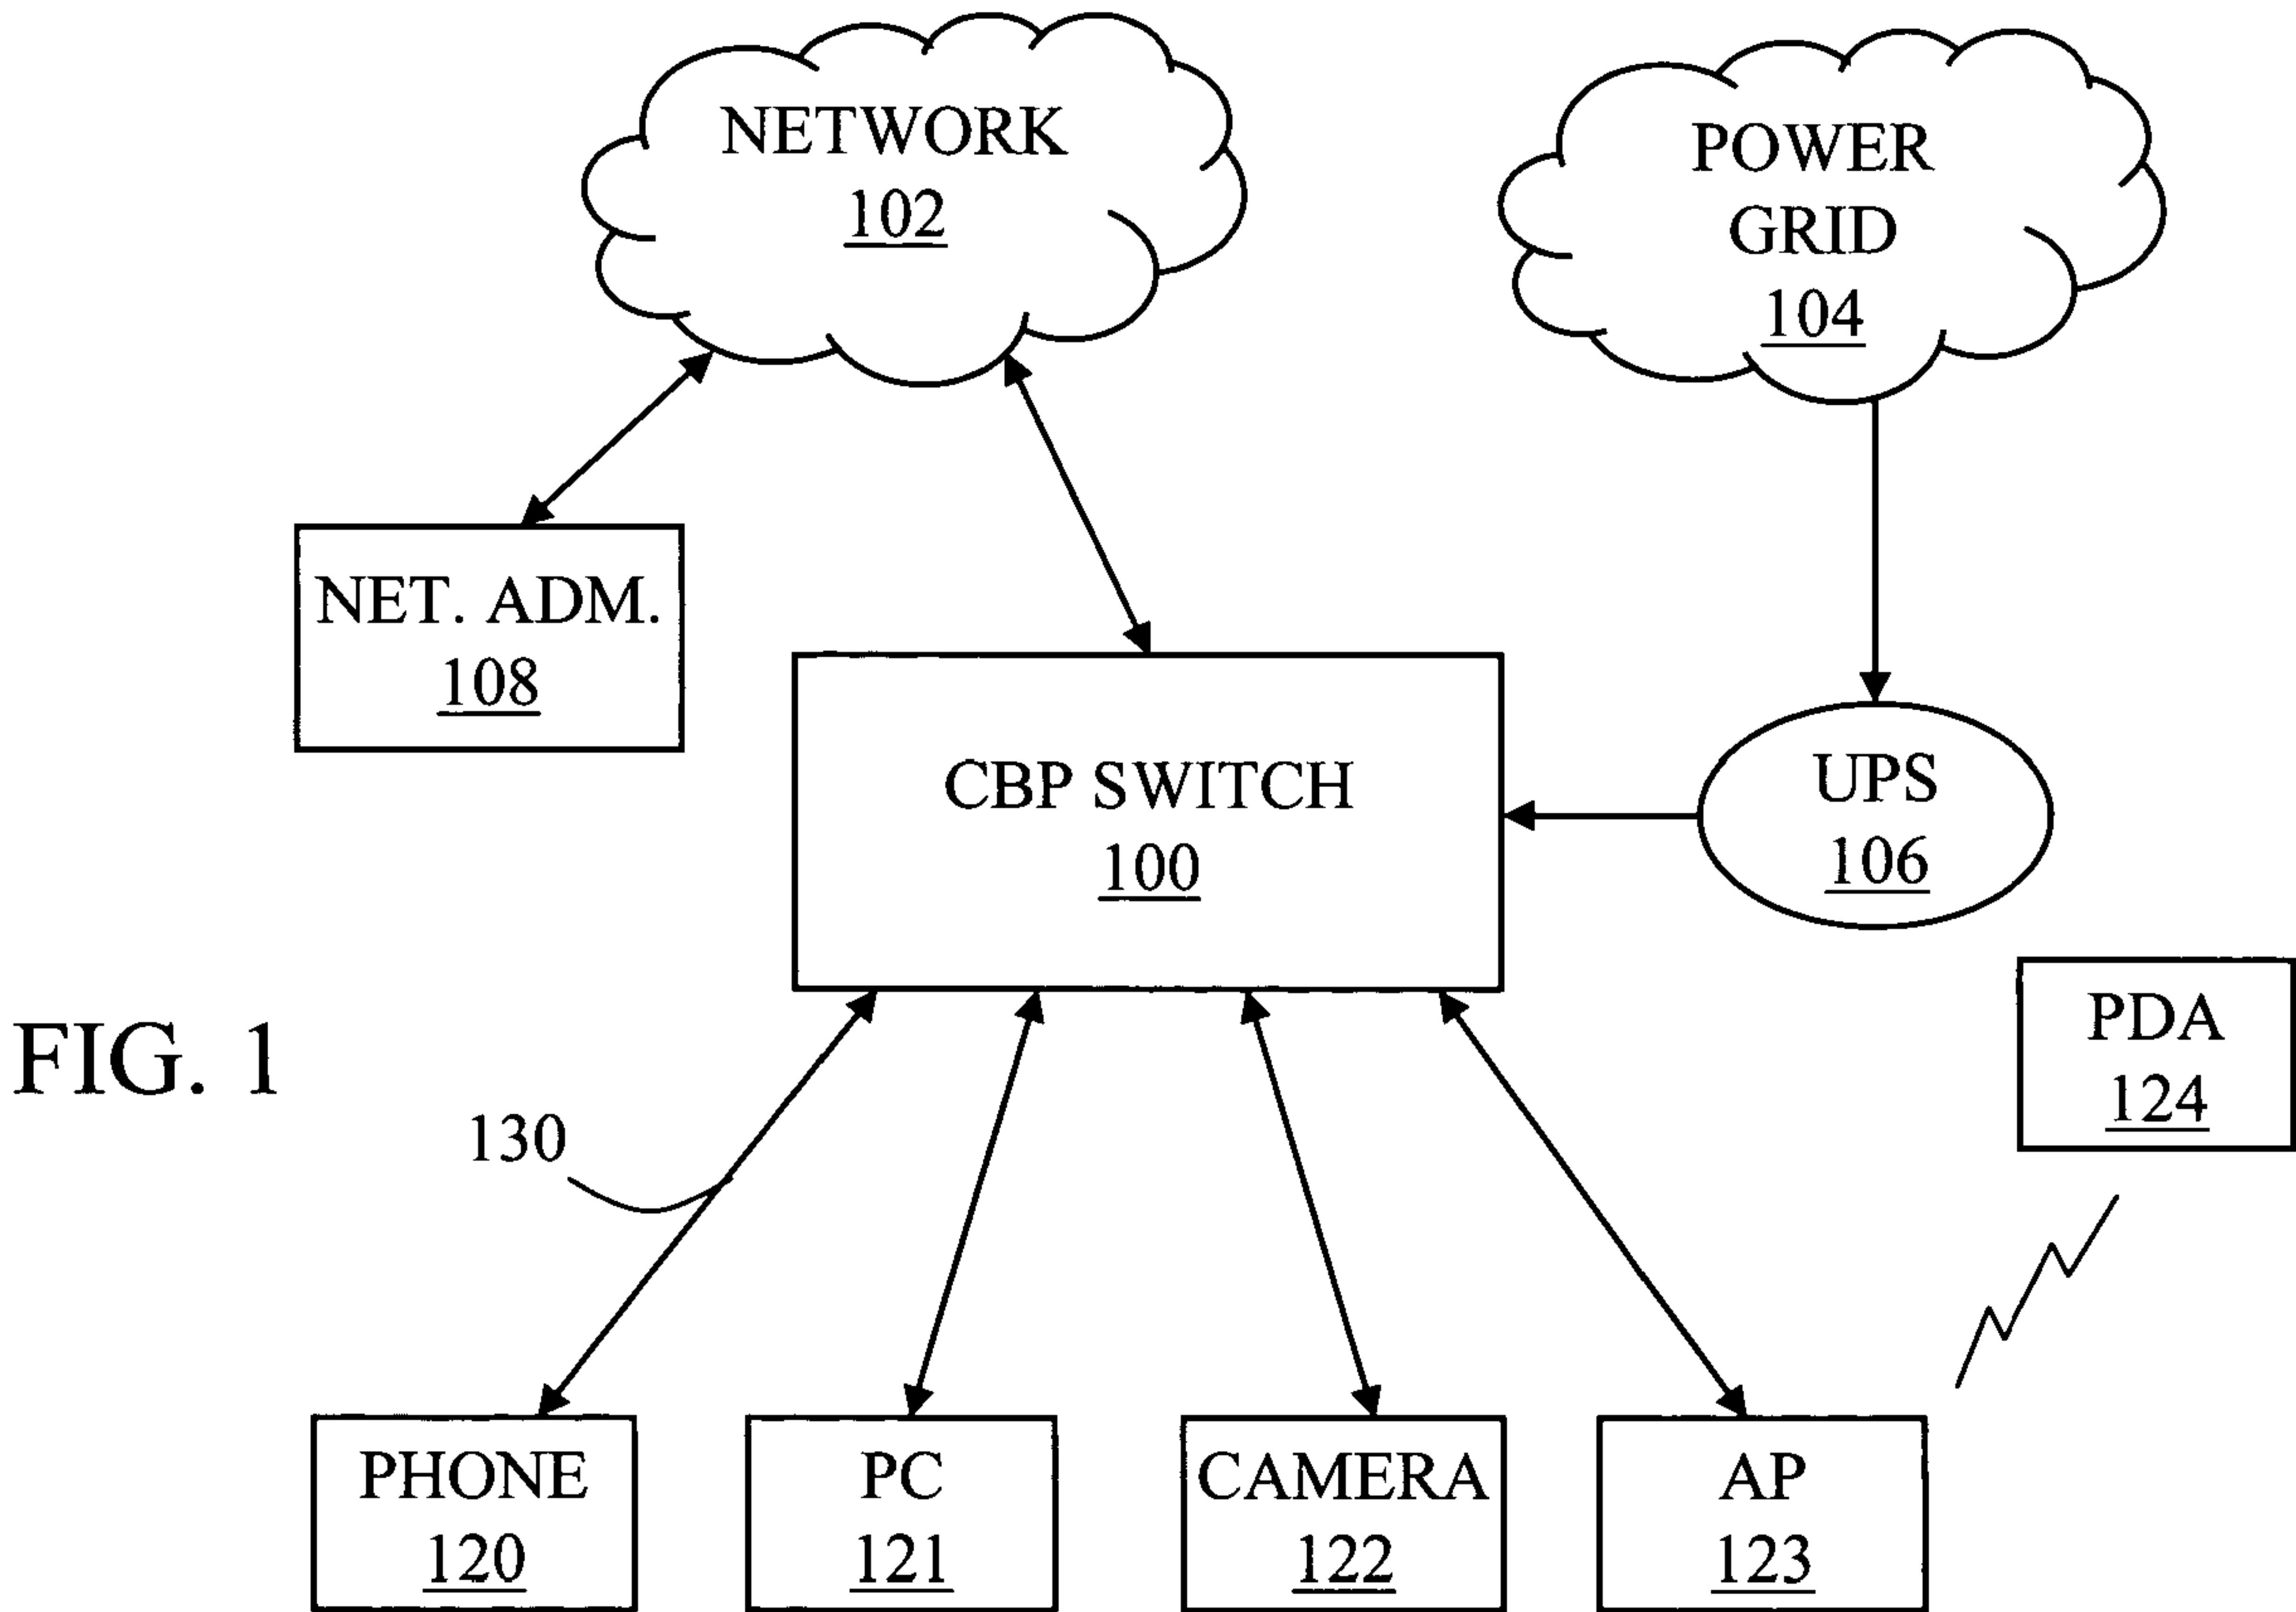 NETWORK
102
POWER
GRID
104
NET. ADM.
108
CBP SWITCH
100
UPS
106
PDA
124
FIG. 1
130
PHONE
120
PC
121
CAMERA
122
AP
123